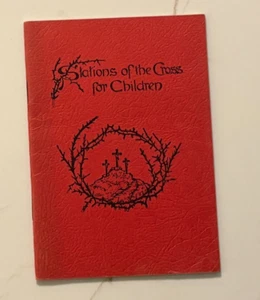 Stations of the Cross
for Children